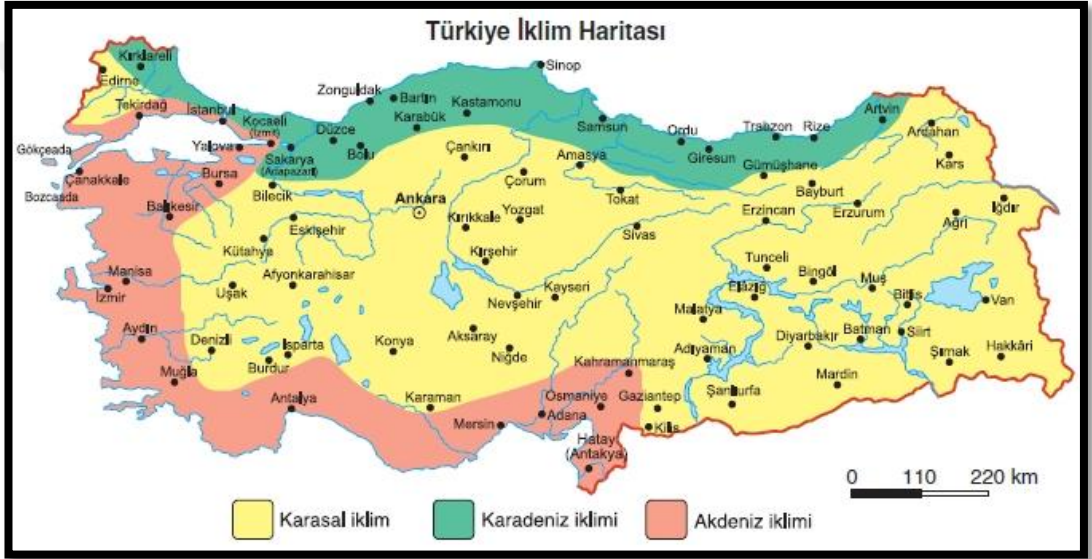 Türkiye İklim Haritası
Kırklareli
Edirne
Tekirdağ
İstanbul
Kocaeli
(İzmit)
Yalova
Sakarya
(Adapazarı)
Gökçeada
Çanakkale
Bozcaada
Bursa
Bilecik
Balıkesir
Zonguldak
Bartın
Karabük
Kastamonu
Sinop
Düzce
Bolu
Çankırı
Samsun
Ordu
Giresun
Trabzon
Rize
Artvin
Ardahan
Kars
Gümüşhane
Bayburt
Amasya
Çorum
Tokat
Ankara
Kırıkkale
Yozgat
Eskişehir
Kütahya
Sivas
Erzincan
Erzurum
Iğdır
Ağrı
Manisa
İzmir
Uşak
Afyonkarahisar
Kırşehir
Nevşehir
Kayseri
Tunceli
Bingöl
Muş
Elazığ
Bitlis
Van
Malatya
Aydın
Denizli
Isparta
Burdur
Konya
Aksaray
Niğde
Kahramanmaraş
Adıyaman
Diyarbakır
Batman
Siirt
Şırnak
Hakkâri
Mardin
Şanlıurfa
Muğla
Antalya
Karaman
Mersin
Adana
Osmaniye
Gaziantep
Kilis
Hatay
(Antakya)
0 110 220 km
Karasal iklim
Karadeniz iklimi
Akdeniz iklimi